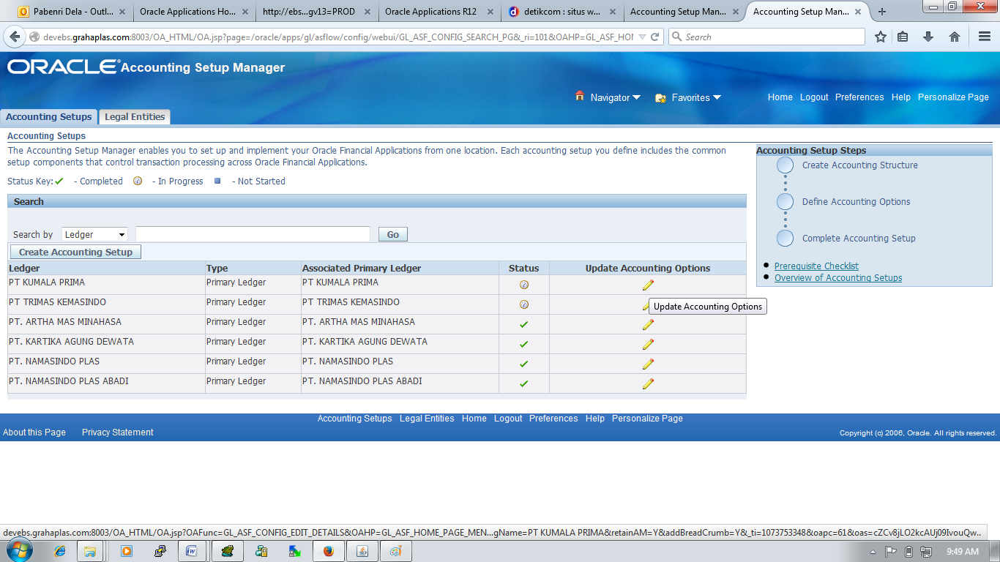 Pabenri Dela - Outl...
Oracle Applications Ho...
http://ebs...gv13=PROD
Oracle Applications R12
detikcom : situs w...
Accounting Setup Man...
Accounting Setup Man...
devebs.grahaplas.com:8003/OA_HTML/OA.jsp?page=/oracle/apps/gl/asflow/config/webui/GL_ASF_CONFIG_SEARCH_PG&_ri=101&OAHP=GL_ASF_HOI
Search
ORACLE® Accounting Setup Manager
Navigator
Favorites
Home Logout Preferences Help Personalize Page
Accounting Setups
Legal Entities
Accounting Setups
The Accounting Setup Manager enables you to set up and implement your Oracle Financial Applications from one location. Each accounting setup you define includes the common
setup components that control transaction processing across Oracle Financial Applications.
Status Key: - Completed - In Progress - Not Started
Search
Search by Ledger Go
Create Accounting Setup
Ledger Type Associated Primary Ledger Status Update Accounting Options
PT KUMALA PRIMA Primary Ledger PT KUMALA PRIMA
PT TRIMAS KEMASINDO Primary Ledger PT TRIMAS KEMASINDO
Update Accounting Options
PT. ARTHA MAS MINAHASA Primary Ledger PT. ARTHA MAS MINAHASA
PT. KARTIKA AGUNG DEWATA Primary Ledger PT. KARTIKA AGUNG DEWATA
PT. NAMASINDO PLAS Primary Ledger PT. NAMASINDO PLAS
PT. NAMASINDO PLAS ABADI Primary Ledger PT. NAMASINDO PLAS ABADI
Accounting Setup Steps
Create Accounting Structure
Define Accounting Options
Complete Accounting Setup
Prerequisite Checklist
Overview of Accounting Setups
Accounting Setups Legal Entities Home Logout Preferences Help Personalize Page
About this Page Privacy Statement
Copyright (c) 2006, Oracle. All rights reserved.
devebs.grahaplas.com:8003/OA_HTML/OA.jsp?OAFunc=GL_ASF_CONFIG_EDIT_DETAILS&OAHP=GL_ASF_HOME_PAGE_MEN...gName=PT KUMALA PRIMA&retainAM=Y&addBreadCrumb=Y&_ti=1073753348&oapc=61&oas=cZCv8jLO2kcAUj09IvouQw..
9:49 AM